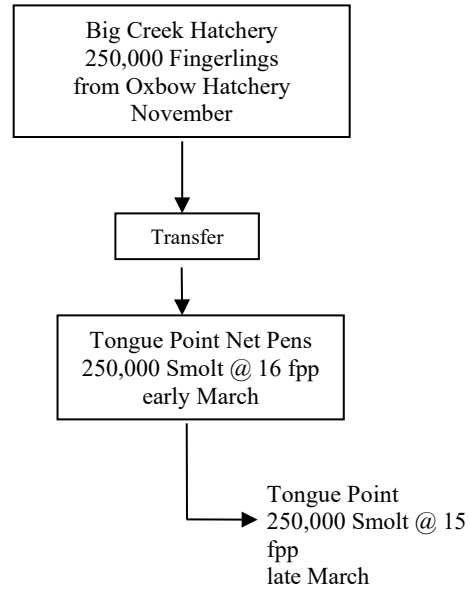 Big Creek Hatchery
250,000 Fingerlings
from Oxbow Hatchery
November
Transfer
Tongue Point Net Pens
250,000 Smolt @ 16 fpp
early March
Tongue Point
250,000 Smolt @ 15
fpp
late March